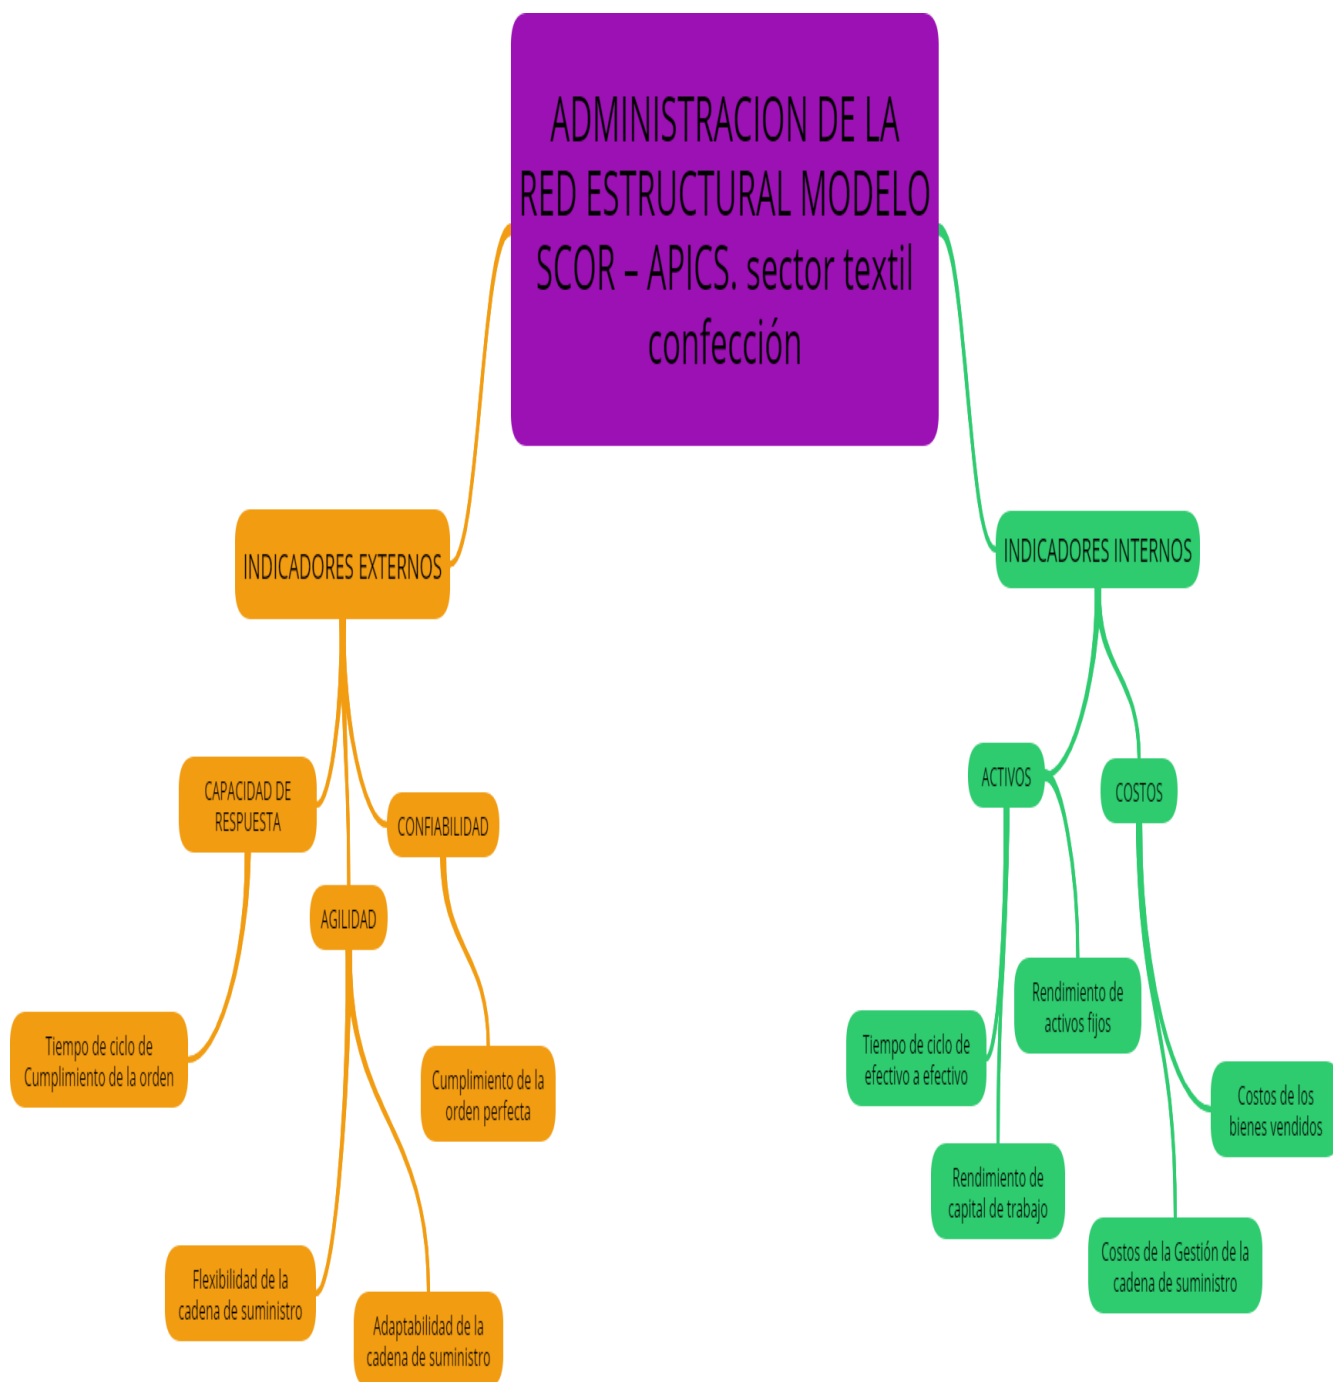 ADMINISTRACION DE LA
RED ESTRUCTURAL MODELO
SCOR – APICS. sector textil
confección
INDICADORES EXTERNOS
INDICADORES INTERNOS
CAPACIDAD DE
RESPUESTA
CONFIABILIDAD
AGILIDAD
ACTIVOS
COSTOS
Tiempo de ciclo de
Cumplimiento de la orden
Cumplimiento de la
orden perfecta
Flexibilidad de la
cadena de suministro
Adaptabilidad de la
cadena de suministro
Rendimiento de
activos fijos
Tiempo de ciclo de
efectivo a efectivo
Costos de los
bienes vendidos
Rendimiento de
capital de trabajo
Costos de la Gestión de la
cadena de suministro